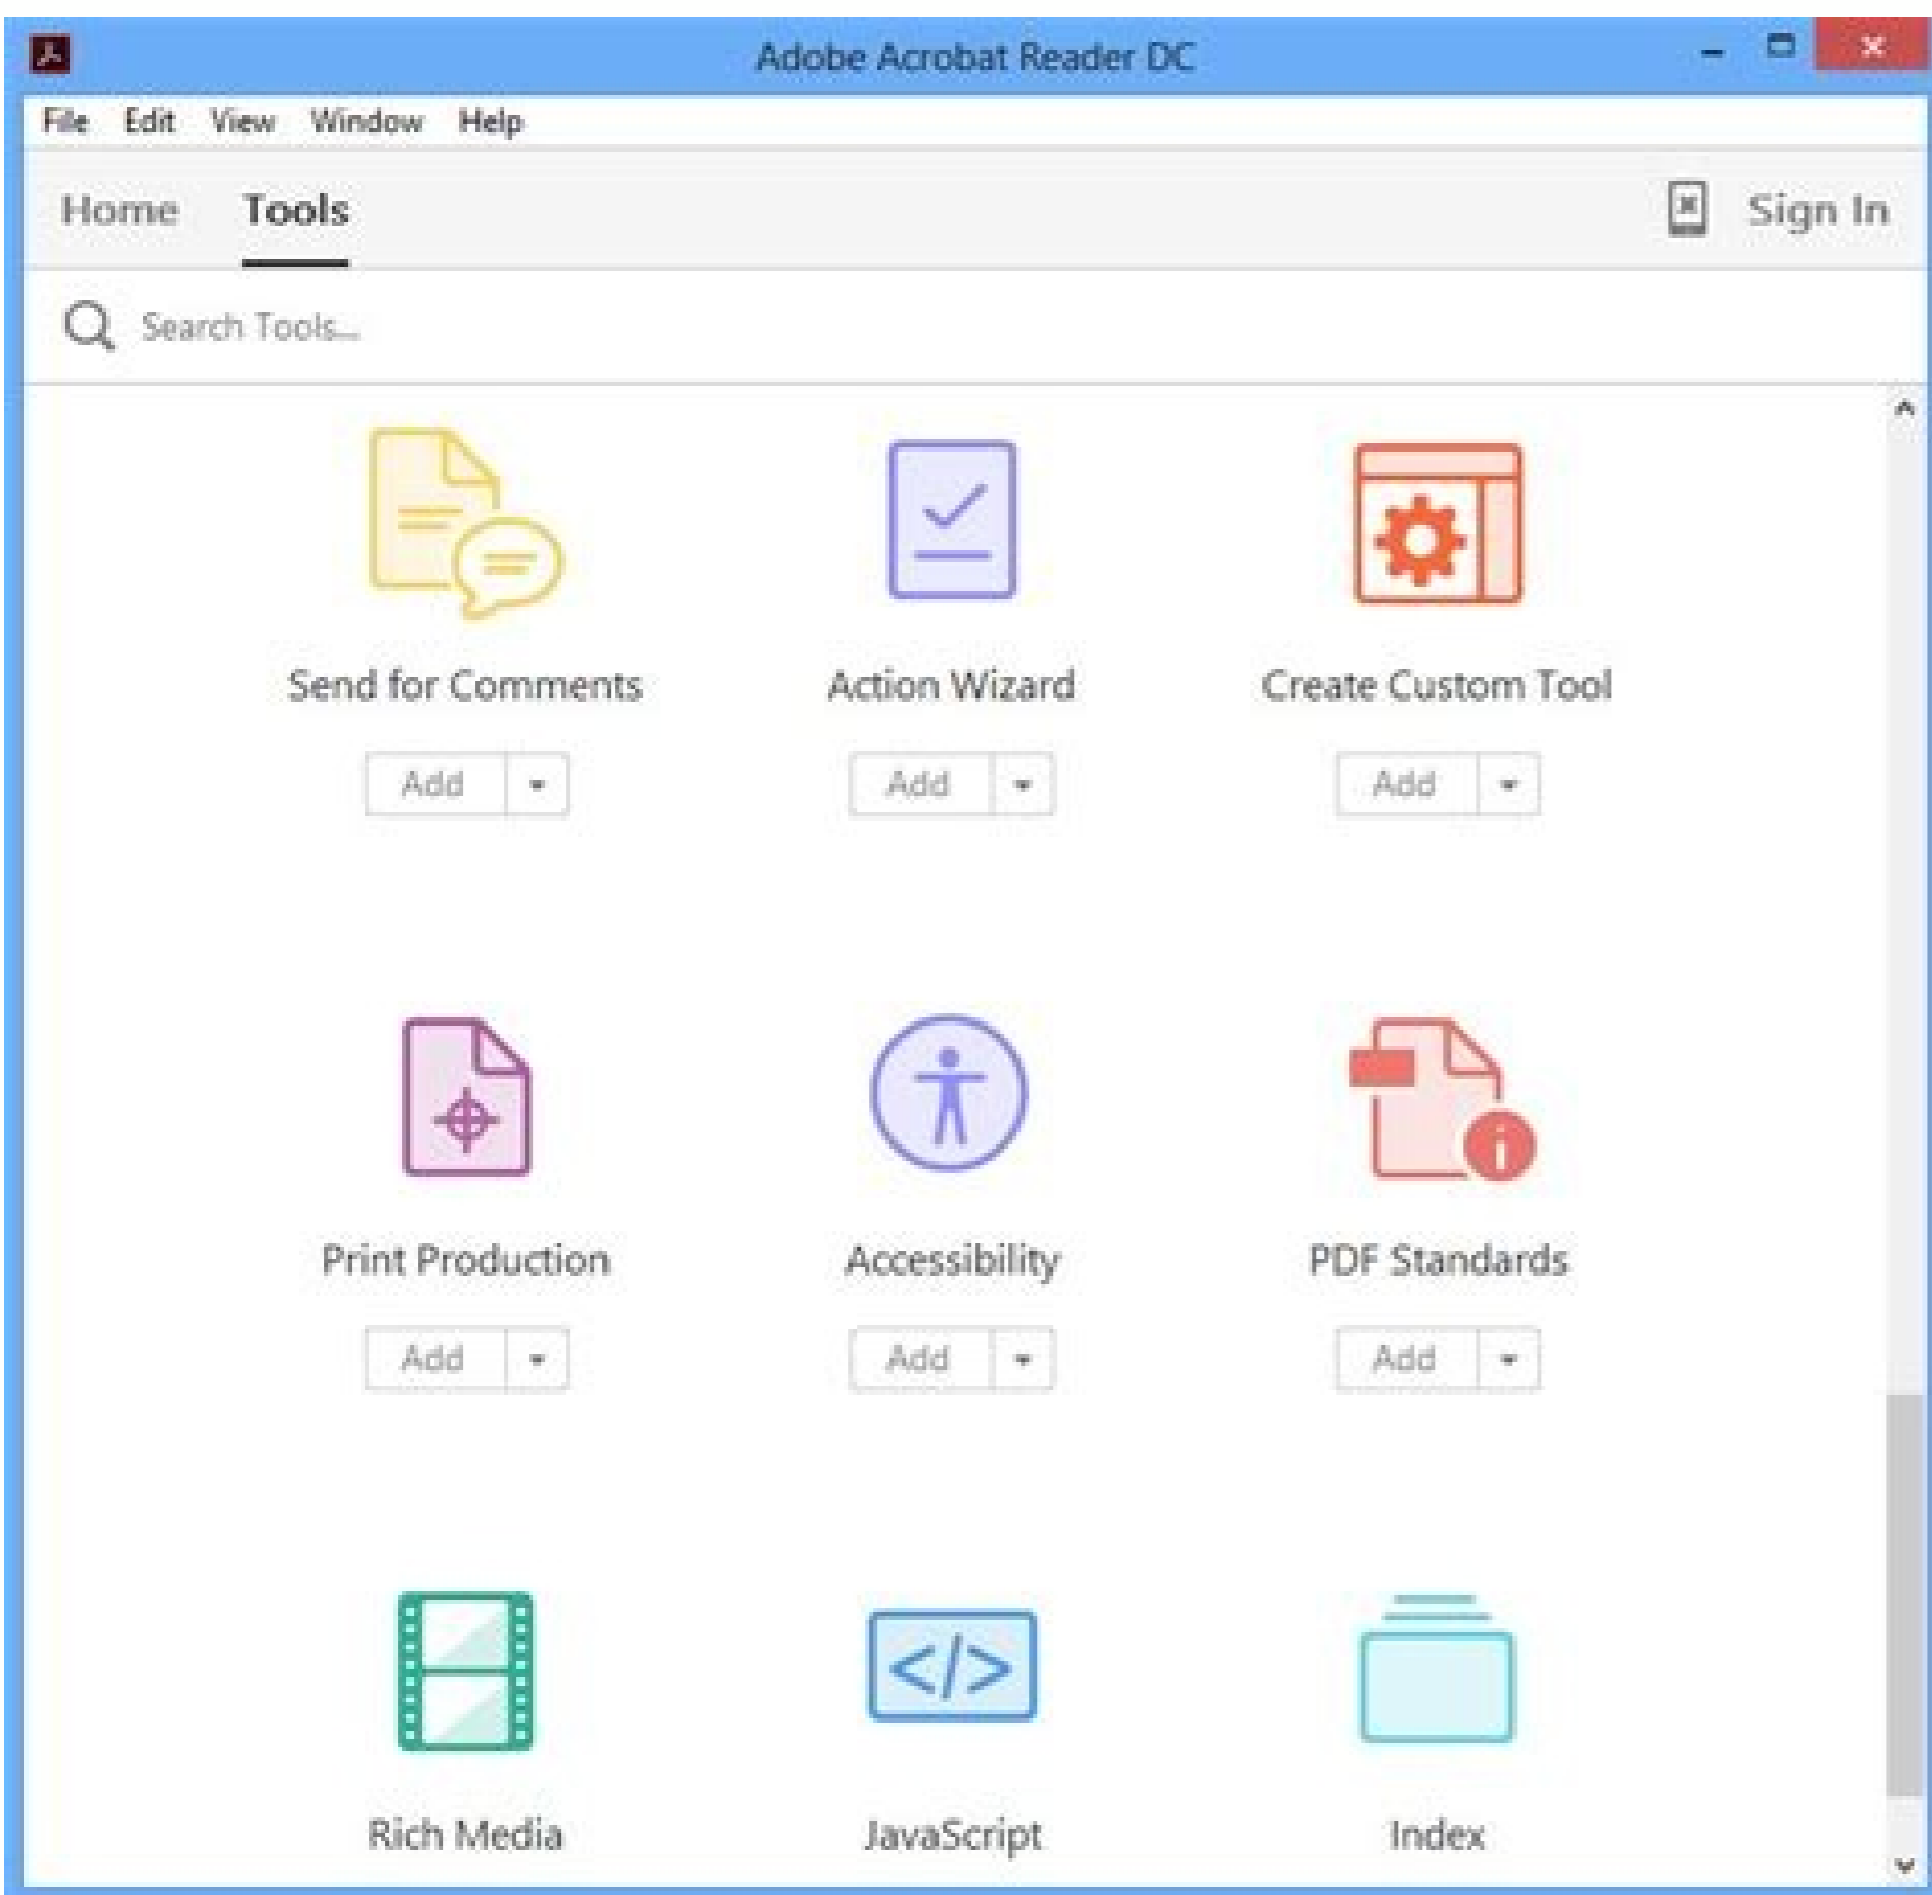 Adobe Acrobat Reader DC
File Edit View Window Help
Home Tools Sign In
Search Tools...
Send for Comments Action Wizard Create Custom Tool
Add Add Add
Print Production Accessibility PDF Standards
Add Add Add
</>
Rich Media JavaScript Index